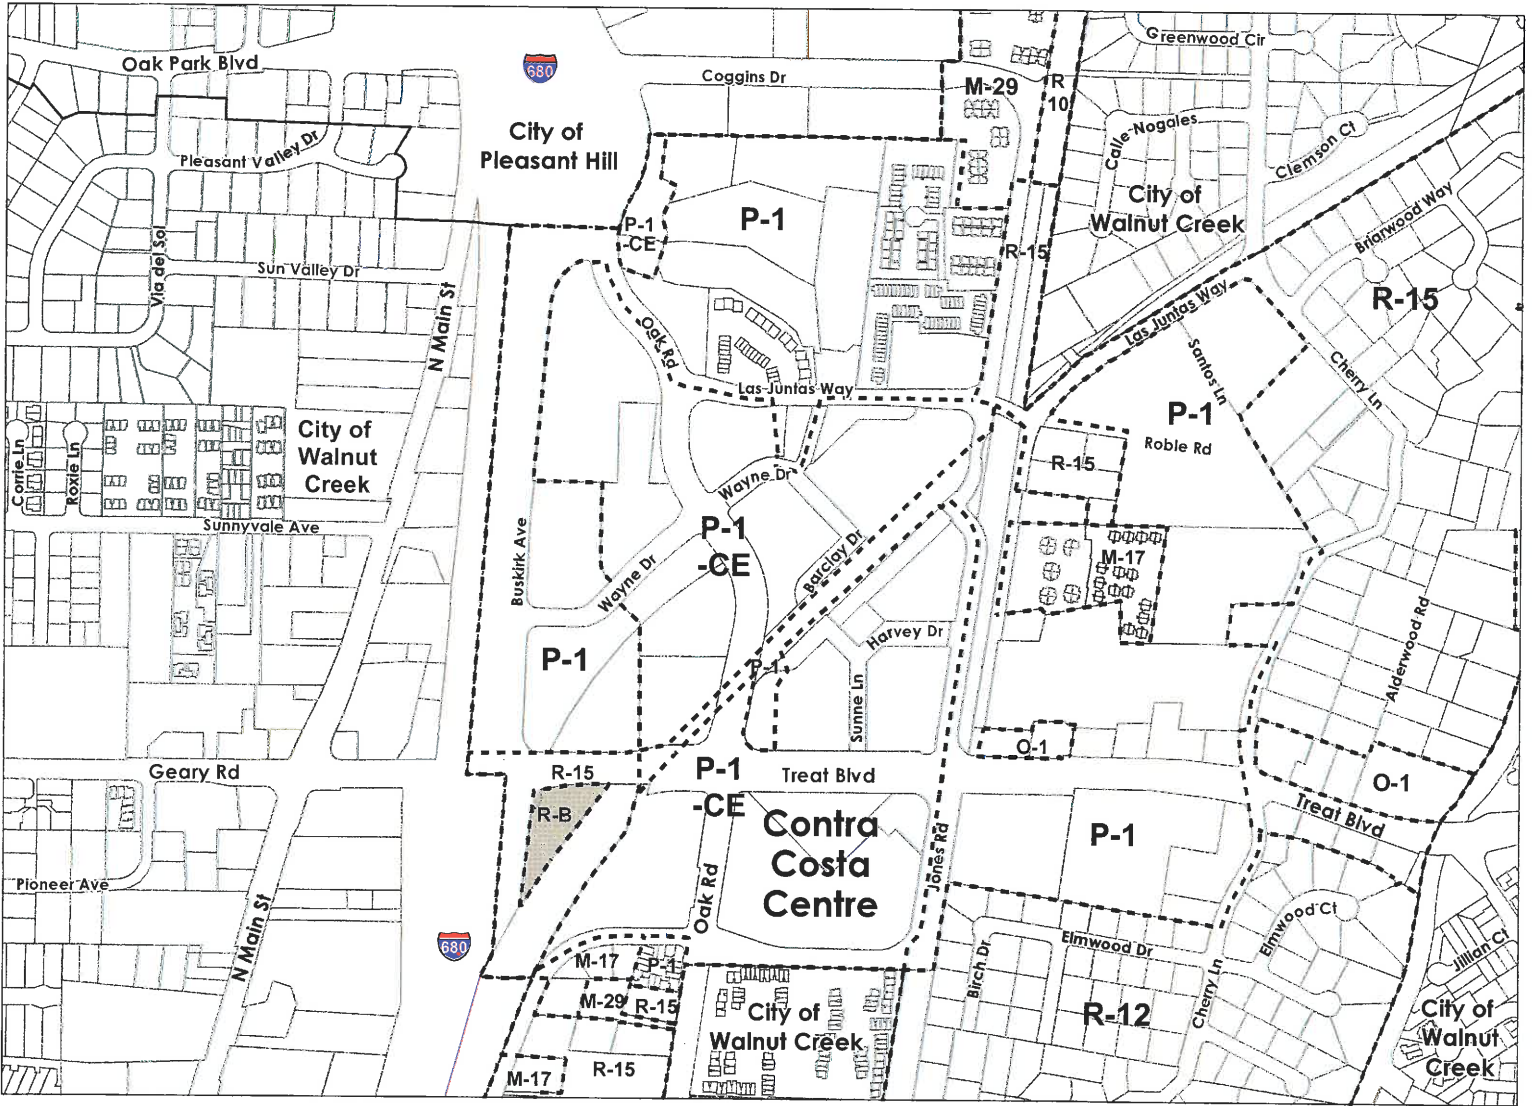 Oak Park Blvd
680
Coggins Dr
Greenwood Cir
M-29
R
10
City of
Pleasant Hill
Pleasant Valley Dr
Calle-Nogales
Clemson Ct
City of
Walnut Creek
P-1
-CE
P-1
R-15
Briarwood Way
R-15
Via del Sol
Sun Valley Dr
N Main St
Oak Rd
Las Juntas Way
Las Juntas Way
Santos Ln
Cherry Ln
P-1
Roble Rd
R-15
City of
Walnut
Creek
Corrie Ln
Roxie Ln
Sunnyvale Ave
Wayne Dr
P-1
-CE
Buskirk Ave
Wayne Dr
Barclay Dr
M-17
Harvey Dr
Alderwood Rd
P-1
P-1
Sunne Ln
O-1
Geary Rd
R-15
P-1
-CE
Treat Blvd
O-1
Treat Blvd
R-B
Contra
Costa
Centre
Jones Rd
P-1
Pioneer Ave
N Main St
Oak Rd
680
Elmwood Dr
Elmwood Ct
Birch Dr
Cherry Ln
Jillian Ct
M-17
P-1
M-29
R-15
City of
Walnut Creek
R-12
City of
Walnut
Creek
M-17
R-15